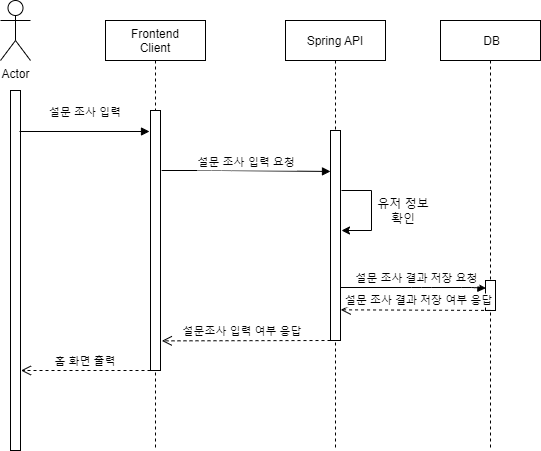 Frontend
Client
Spring API
DB
Actor
설문 조사 입력
설문 조사 입력 요청
유저 정보
확인
설문 조사 결과 저장 요청
설문 조사 결과 저장 여부 응답
설문조사 입력 여부 응답
홈 화면 출력